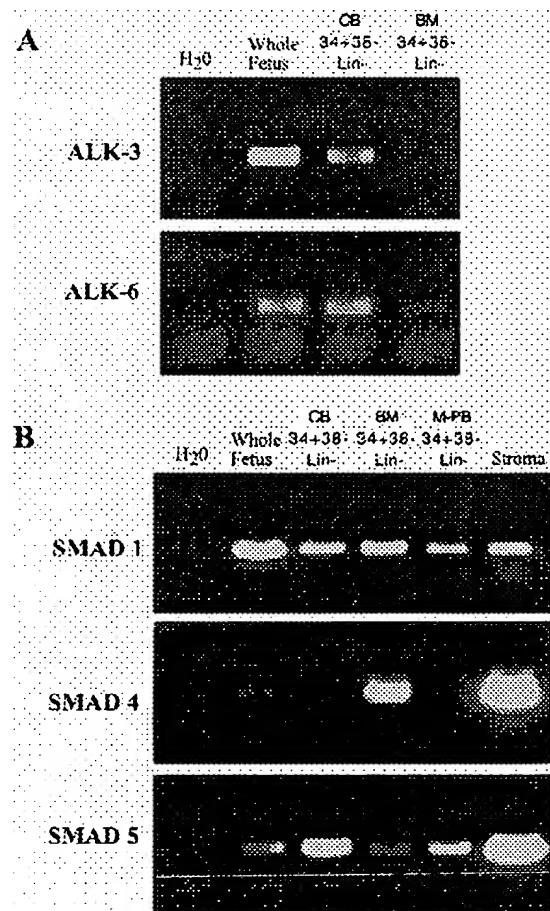 A
H20
Whole
Fetus
CB
34+38-
Lin-
BM
34+38-
Lin-
ALK-3
ALK-6
B
H20
Whole
Fetus
CB
34+38-
Lin-
BM
34+38-
Lin-
M-PB
34+38-
Lin-
Stroma
SMAD 1
SMAD 4
SMAD 5